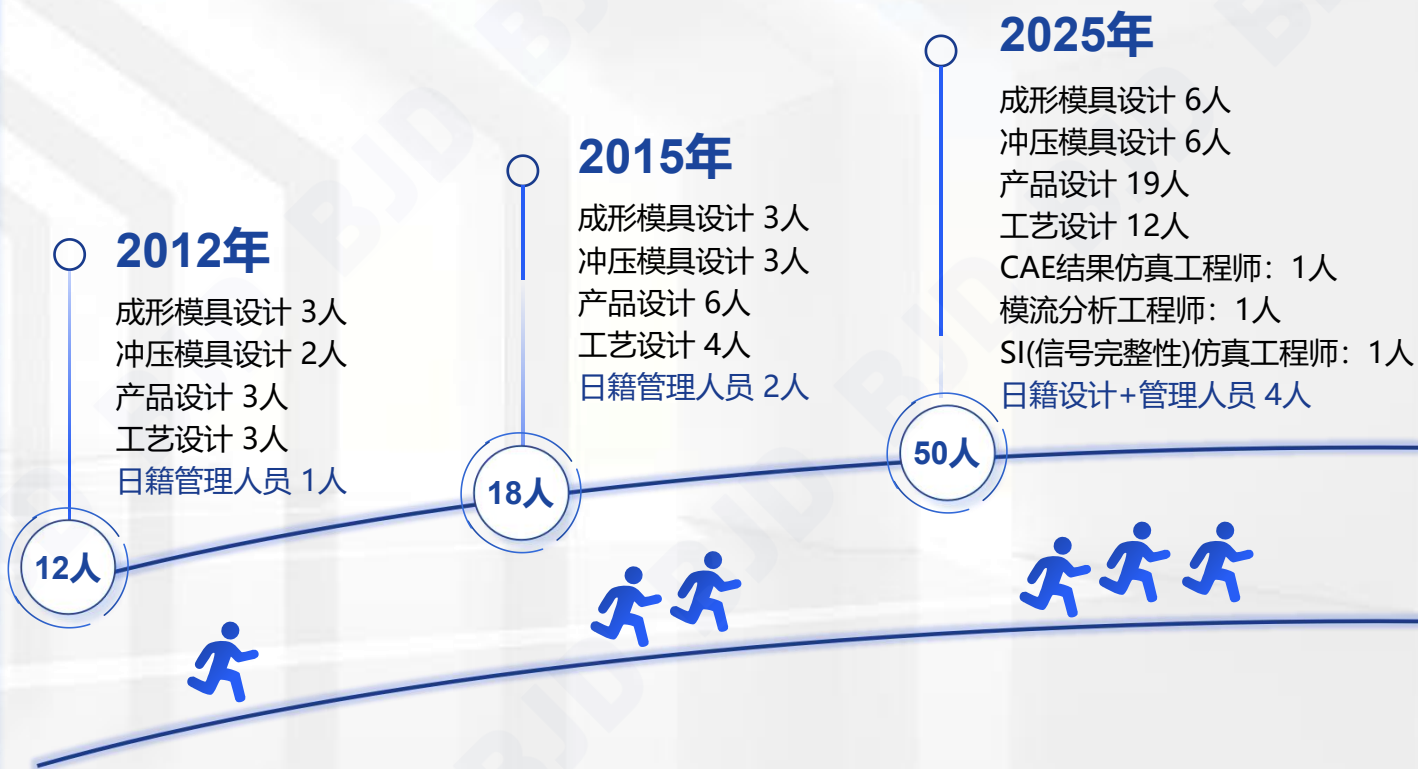 2012年
成形模具设计 3人
冲压模具设计 2人
产品设计 3人
工艺设计 3人
日籍管理人员 1人
12人
2015年
成形模具设计 3人
冲压模具设计 3人
产品设计 6人
工艺设计 4人
日籍管理人员 2人
18人
2025年
成形模具设计 6人
冲压模具设计 6人
产品设计 19人
工艺设计 12人
CAE结果仿真工程师：1人
模流分析工程师：1人
SI(信号完整性)仿真工程师：1人
日籍设计+管理人员 4人
50人
BJD
BJD
BJD
BJD